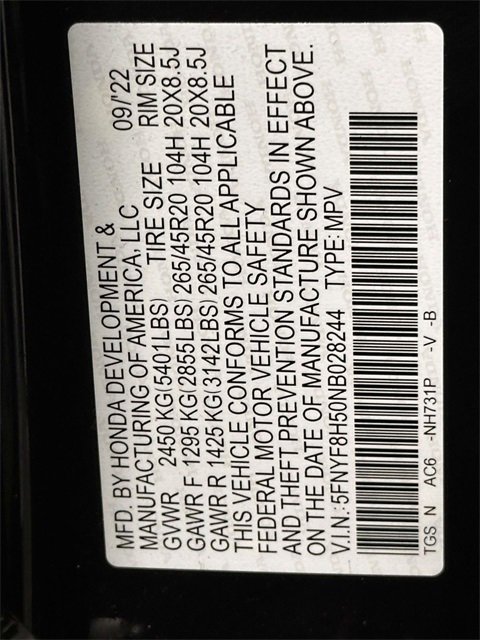 MFD. BY HONDA DEVELOPMENT & 09/'22
MANUFACTURING OF AMERICA, LLC
TIRE SIZE RIM SIZE
GVWR 2450 KG(5401LBS)
GAWR F 1295 KG(2855LBS) 265/45R20 104H 20X8.5J
GAWR R 1425 KG(3142LBS) 265/45R20 104H 20X8.5J
THIS VEHICLE CONFORMS TO ALL APPLICABLE
FEDERAL MOTOR VEHICLE SAFETY
AND THEFT PREVENTION STANDARDS IN EFFECT
ON THE DATE OF MANUFACTURE SHOWN ABOVE.
V.I.N.:5FNYF8H50NB028244 TYPE:MPV
TGS N AC6 -NH731P -V -B